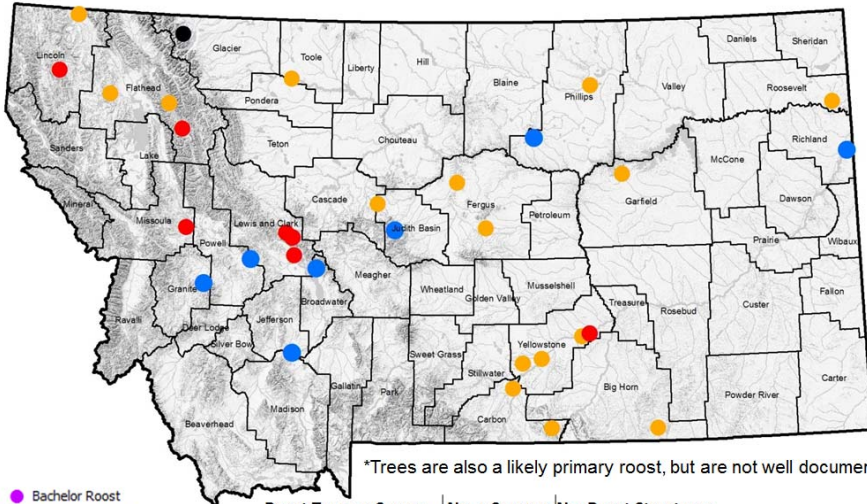 Glacier
Toole
Liberty
Hill
Blaine
Phillips
Valley
Daniels
Sheridan
Lincoln
Flathead
Pondera
Roosevelt
Sanders
Lake
Teton
Chouteau
Richland
McCone
Mineral
Missoula
Powell
Lewis and Clark
Cascade
Judith Basin
Fergus
Petroleum
Garfield
Dawson
Prairie
Wibaux
Ravalli
Granite
Deer Lodge
Silver Bow
Jefferson
Broadwater
Meagher
Wheatland
Golden Valley
Musselshell
Treasure
Rosebud
Custer
Fallon
Beaverhead
Madison
Gallatin
Park
Sweet Grass
Stillwater
Yellowstone
Carbon
Big Horn
Powder River
Carter
*Trees are also a likely primary roost, but are not well documen
Bachelor Roost